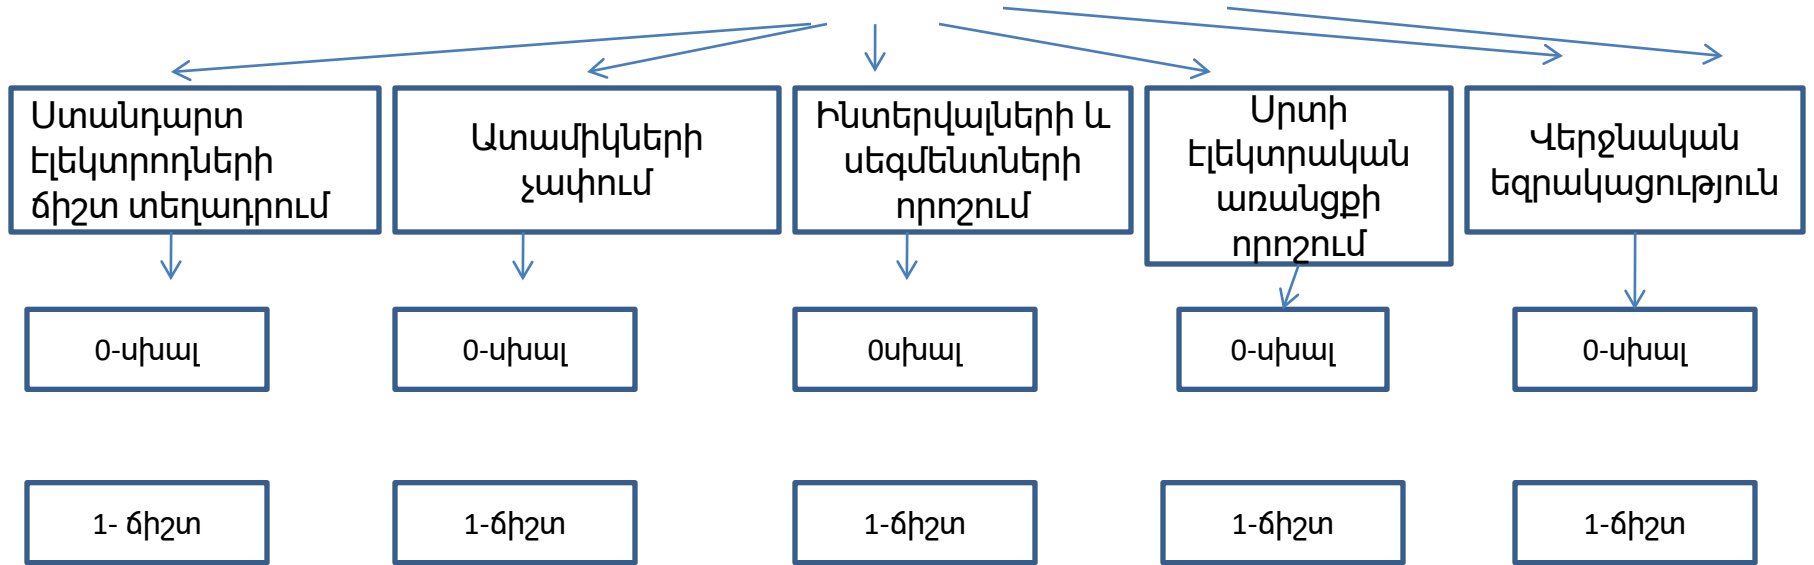 Ստանդարտ
էլեկտրոդների
ճիշտ տեղադրում
Ատամիկների
չափում
Ինտերվալների և
սեգմենտների
որոշում
Սրտի
էլեկտրական
առանցքի
որոշում
Վերջնական
եզրակացություն
0-սխալ
0-սխալ
0սխալ
0-սխալ
0-սխալ
1- ճիշտ
1-ճիշտ
1-ճիշտ
1-ճիշտ
1-ճիշտ